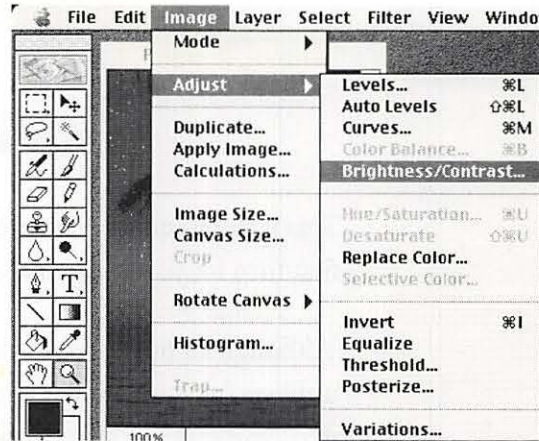 File Edit Image Layer Select Filter View Windo
Mode
Adjust
Duplicate...
Apply Image...
Calculations...
Image Size...
Canvas Size...
Crop
Rotate Canvas
Histogram...
Trap...
Levels... ⌘L
Auto Levels ⇧⌘L
Curves... ⌘M
Color Balance... ⌘B
Brightness/Contrast...
Hue/Saturation... ⌘U
Desaturate ⇧⌘U
Replace Color...
Selective Color...
Invert ⌘I
Equalize
Threshold...
Posterize...
Variations...
T
100%